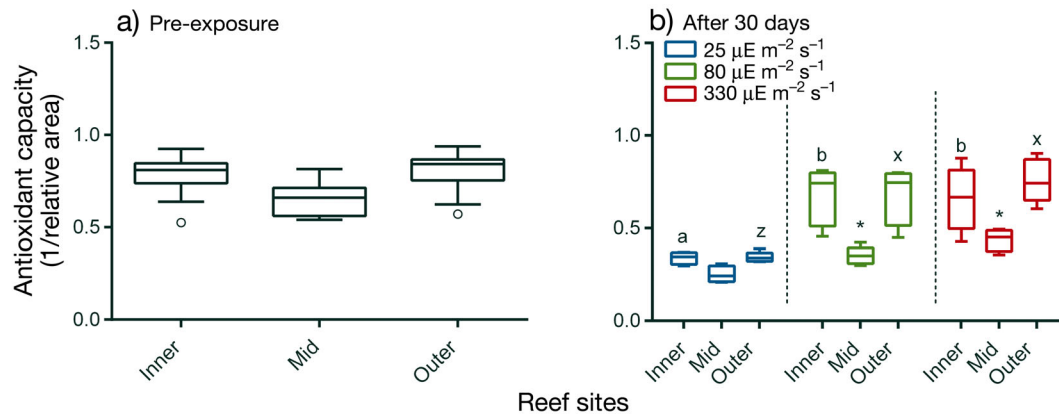 a) Pre-exposure
b) After 30 days
Antioxidant capacity
(1/relative area)
1.5
1.0
0.5
0.0
Inner
Mid
Outer
1.5
1.0
0.5
0.0
25 µE m⁻² s⁻¹
80 µE m⁻² s⁻¹
330 µE m⁻² s⁻¹
a
z
b
*
x
b
*
x
Inner
Mid
Outer
Inner
Mid
Outer
Inner
Mid
Outer
Reef sites